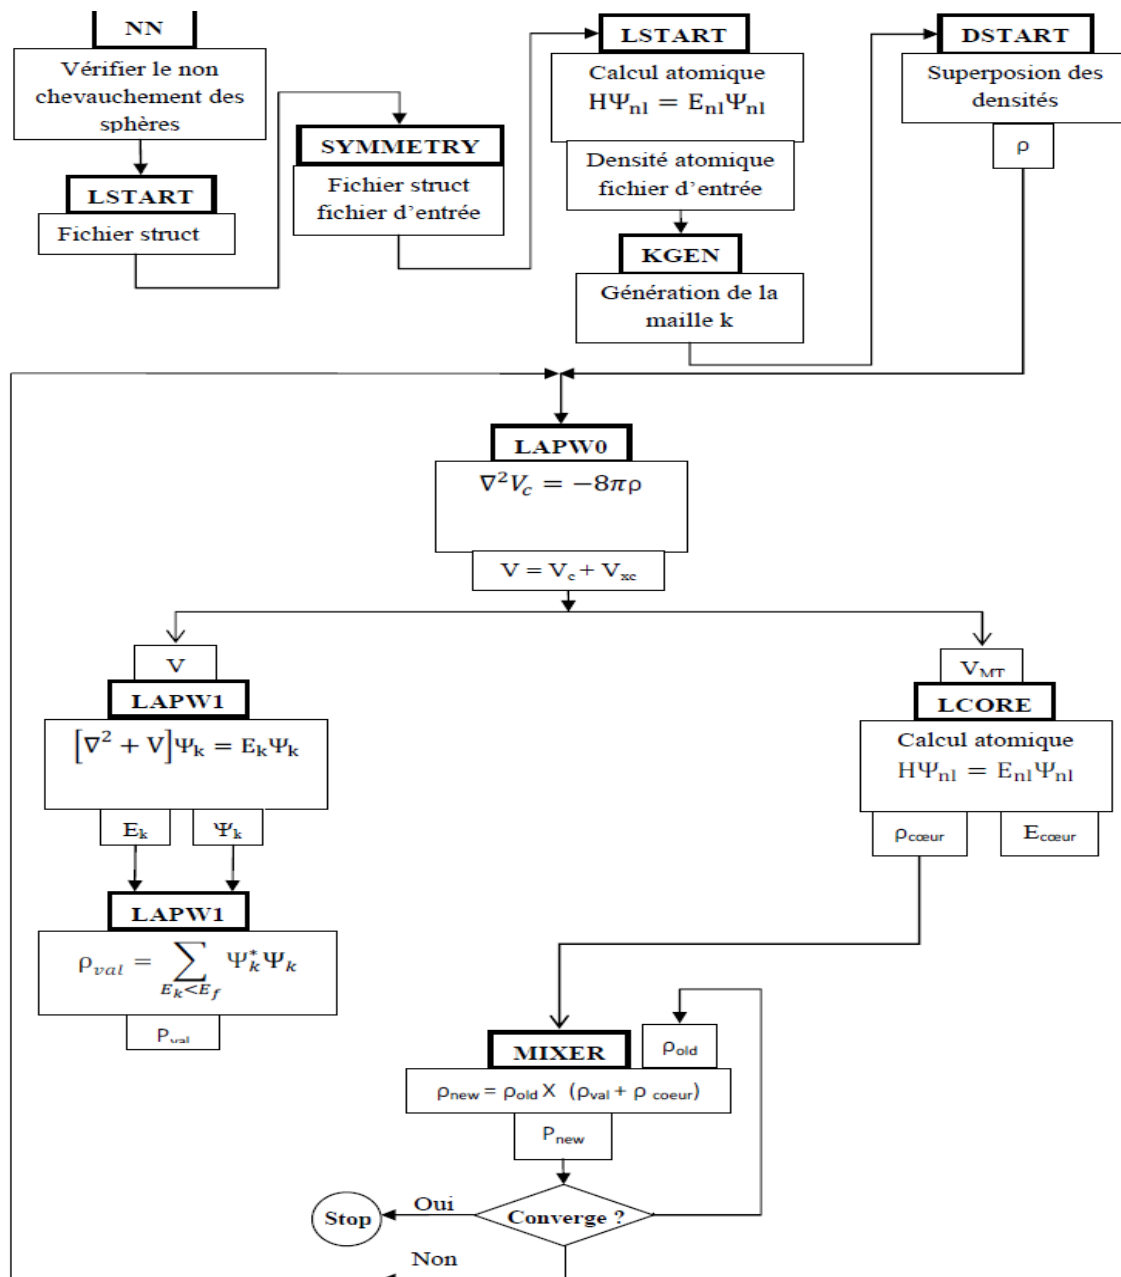 NN
Vérifier le non
chevauchement des
sphères
LSTART
Fichier struct
SYMMETRY
Fichier struct
fichier d'entrée
LSTART
Calcul atomique
HΨnl = EnlΨnl
Densité atomique
fichier d'entrée
KGEN
Génération de la
maille k
DSTART
Superposion des
densités
ρ
LAPW0
∇²Vc = −8πρ
V = Vc + Vxc
V
LAPW1
[∇² + V]Ψk = EkΨk
Ek
Ψk
LAPW1
ρval = ∑ Ψk*Ψk
Ek<Ef
Pval
VMT
LCORE
Calcul atomique
HΨnl = EnlΨnl
ρcœur
Ecœur
MIXER
ρold
ρnew = ρold X (ρval + ρ coeur)
Pnew
Converge ?
Oui
Stop
Non